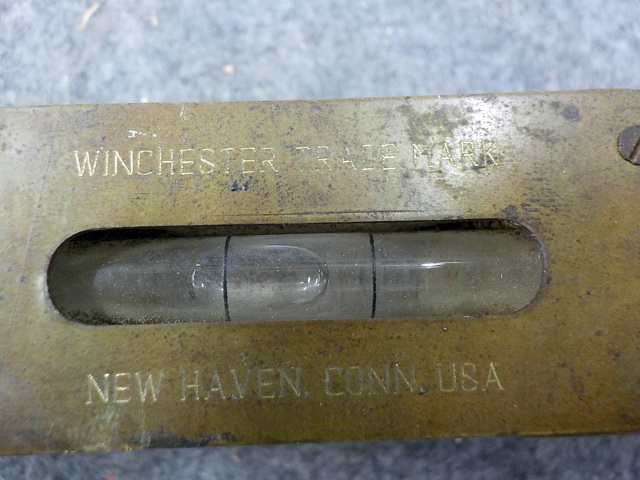 WINCHESTER TRADE MARK
NEW HAVEN, CONN. USA